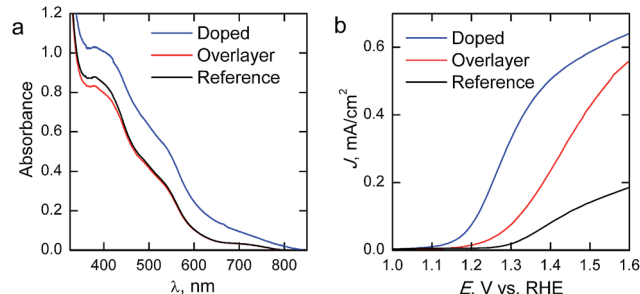 a
1.2
1.0
0.8
0.6
0.4
0.2
0.0
Absorbance
400 500 600 700 800
λ, nm
Doped
Overlayer
Reference
b
0.6
0.4
0.2
0.0
J, mA/cm²
1.0 1.1 1.2 1.3 1.4 1.5 1.6
E, V vs. RHE
Doped
Overlayer
Reference